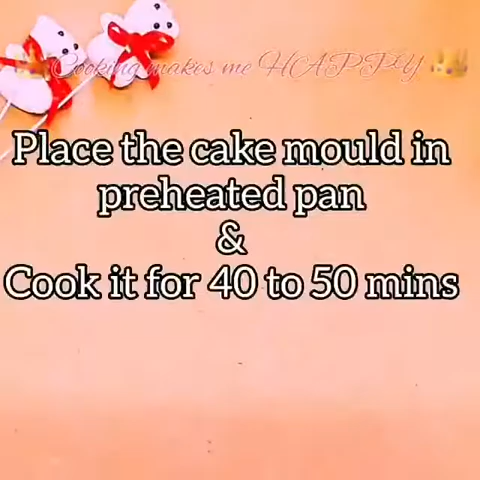 👑Cooking makes me HAPPY👑
Place the cake mould in
preheated pan
&
Cook it for 40 to 50 mins